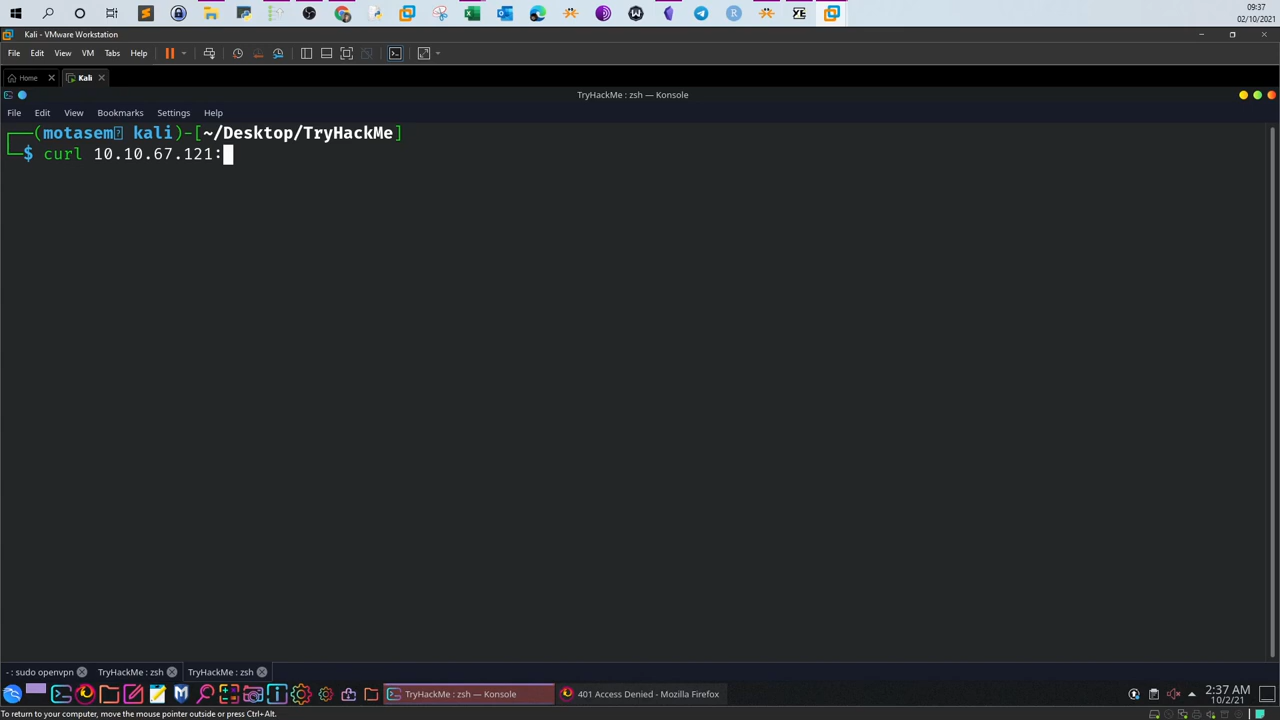 09:37
02/10/2021
Kali - VMware Workstation
File Edit View VM Tabs Help
Home Kali
TryHackMe : zsh — Konsole
File Edit View Bookmarks Settings Help
┌──(motasem kali)-[~/Desktop/TryHackMe]
└─$ curl 10.10.67.121:
- : sudo openvpn TryHackMe : zsh TryHackMe : zsh
TryHackMe : zsh — Konsole 401 Access Denied - Mozilla Firefox 2:37 AM
10/2/21
To return to your computer, move the mouse pointer outside or press Ctrl+Alt.